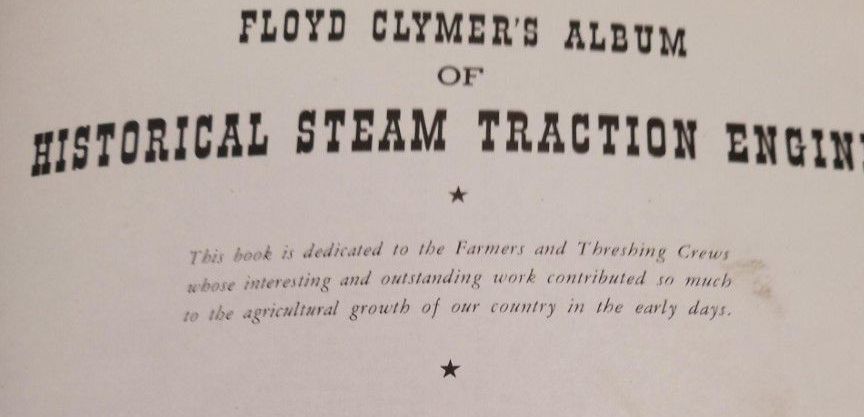 FLOYD CLYMER'S ALBUM
OF
HISTORICAL STEAM TRACTION ENGIN
This book is dedicated to the Farmers and Threshing Crews
whose interesting and outstanding work contributed so much
to the agricultural growth of our country in the early days.